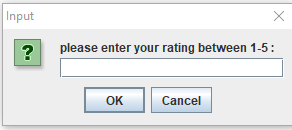 Input
please enter your rating between 1-5 :
OK
Cancel